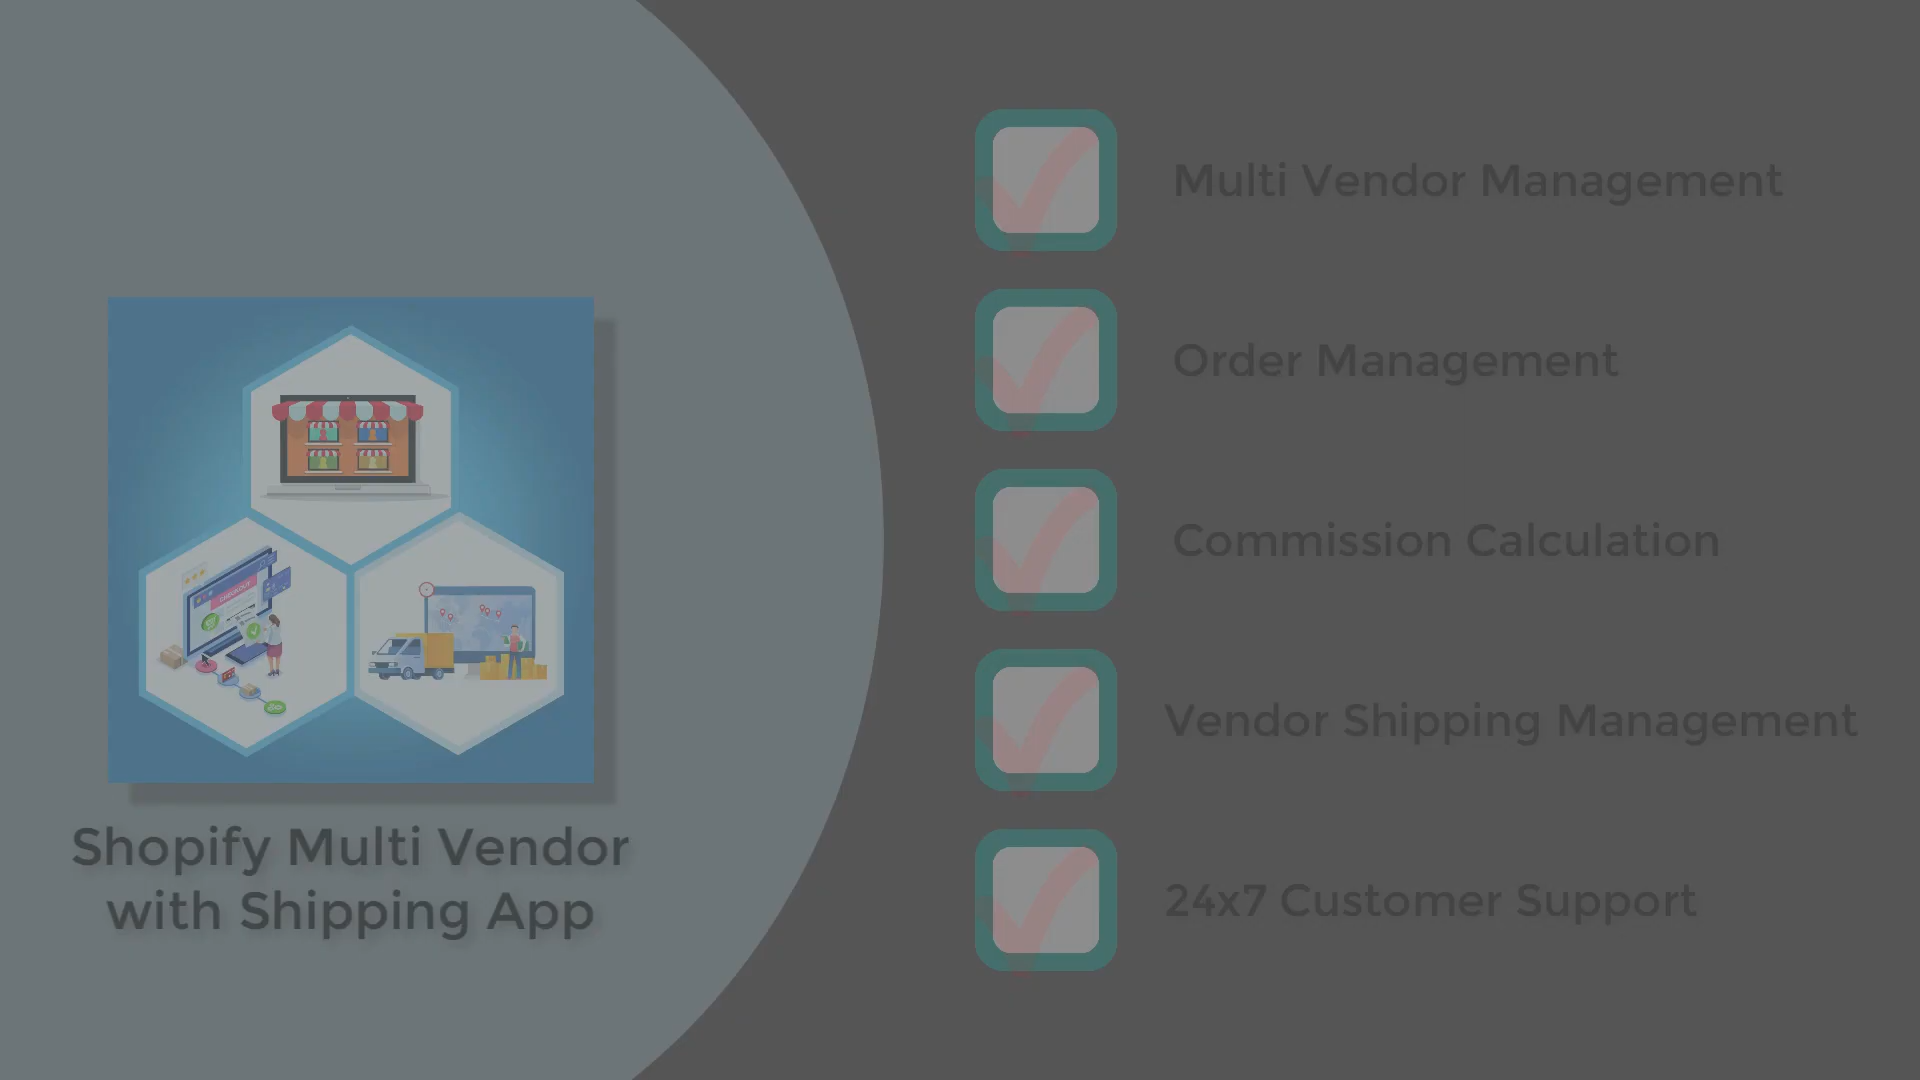 Multi Vendor Management
Order Management
Commission Calculation
Vendor Shipping Management
24x7 Customer Support
CHECKOUT
Shopify Multi Vendor
with Shipping App